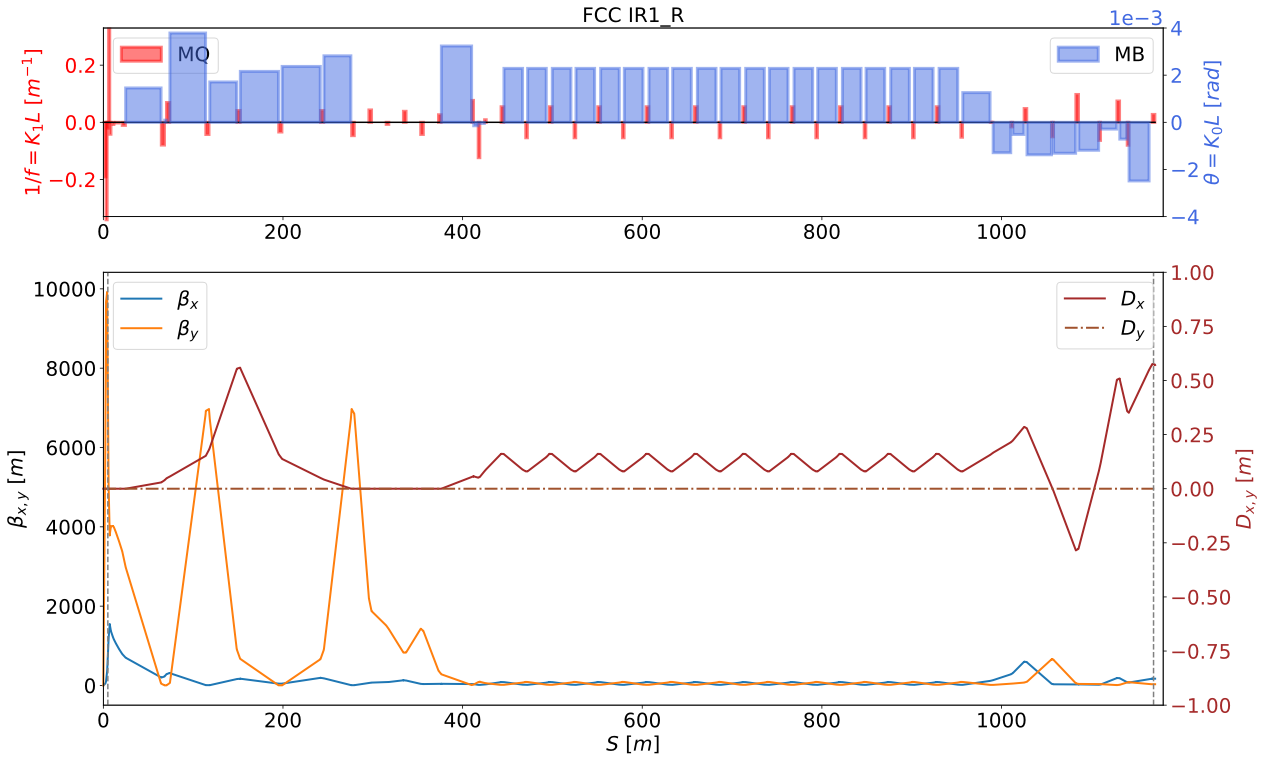 FCC IR1_R
1e−3
MQ
MB
1/f = K₁L [m⁻¹]
0.2
0.0
−0.2
4
2
0
−2
−4
θ = K₀L [rad]
0 200 400 600 800 1000
βx
βy
Dx
Dy
βx,y [m]
10000
8000
6000
4000
2000
0
1.00
0.75
0.50
0.25
0.00
−0.25
−0.50
−0.75
−1.00
Dx,y [m]
0 200 400 600 800 1000
S [m]